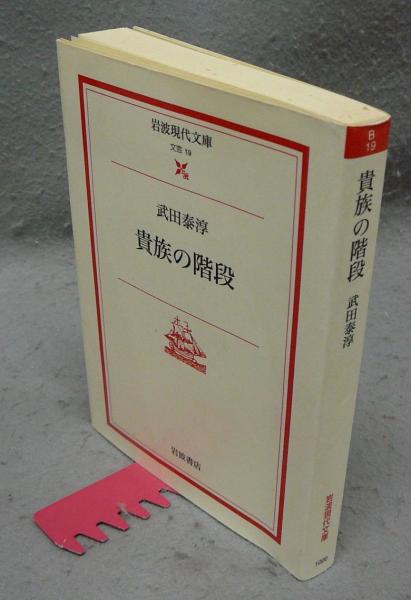 岩波現代文庫
文芸 19
武田泰淳
貴族の階段
岩波書店
B
19
貴族の階段
武田泰淳
岩波現代文庫
1000